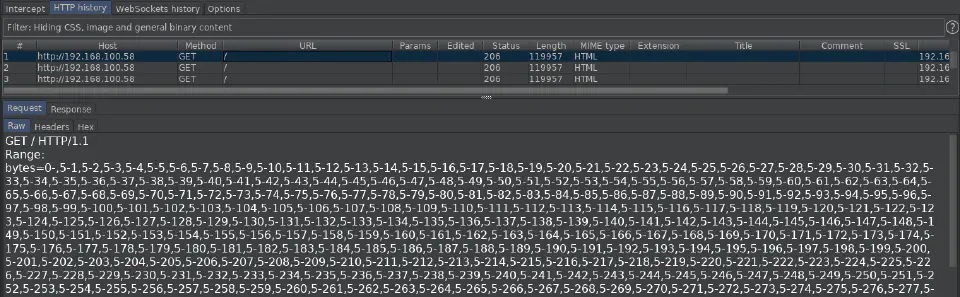 Intercept HTTP history WebSockets history Options
Filter: Hiding CSS, image and general binary content ?
# Host Method URL Params Edited Status Length MIME type Extension Title Comment SSL
1 http://192.168.100.58 GET / 206 119957 HTML 192.16
2 http://192.168.100.58 GET / 206 119957 HTML 192.16
3 http://192.168.100.58 GET / 206 119957 HTML 192.16
Request Response
Raw Headers Hex
GET / HTTP/1.1
Range:
bytes=0-,5-1,5-2,5-3,5-4,5-5,5-6,5-7,5-8,5-9,5-10,5-11,5-12,5-13,5-14,5-15,5-16,5-17,5-18,5-19,5-20,5-21,5-22,5-23,5-24,5-25,5-26,5-27,5-28,5-29,5-30,5-31,5-32,5-
33,5-34,5-35,5-36,5-37,5-38,5-39,5-40,5-41,5-42,5-43,5-44,5-45,5-46,5-47,5-48,5-49,5-50,5-51,5-52,5-53,5-54,5-55,5-56,5-57,5-58,5-59,5-60,5-61,5-62,5-63,5-64,5-
65,5-66,5-67,5-68,5-69,5-70,5-71,5-72,5-73,5-74,5-75,5-76,5-77,5-78,5-79,5-80,5-81,5-82,5-83,5-84,5-85,5-86,5-87,5-88,5-89,5-90,5-91,5-92,5-93,5-94,5-95,5-96,5-
97,5-98,5-99,5-100,5-101,5-102,5-103,5-104,5-105,5-106,5-107,5-108,5-109,5-110,5-111,5-112,5-113,5-114,5-115,5-116,5-117,5-118,5-119,5-120,5-121,5-122,5-12
3,5-124,5-125,5-126,5-127,5-128,5-129,5-130,5-131,5-132,5-133,5-134,5-135,5-136,5-137,5-138,5-139,5-140,5-141,5-142,5-143,5-144,5-145,5-146,5-147,5-148,5-1
49,5-150,5-151,5-152,5-153,5-154,5-155,5-156,5-157,5-158,5-159,5-160,5-161,5-162,5-163,5-164,5-165,5-166,5-167,5-168,5-169,5-170,5-171,5-172,5-173,5-174,5-
175,5-176,5-177,5-178,5-179,5-180,5-181,5-182,5-183,5-184,5-185,5-186,5-187,5-188,5-189,5-190,5-191,5-192,5-193,5-194,5-195,5-196,5-197,5-198,5-199,5-200,
5-201,5-202,5-203,5-204,5-205,5-206,5-207,5-208,5-209,5-210,5-211,5-212,5-213,5-214,5-215,5-216,5-217,5-218,5-219,5-220,5-221,5-222,5-223,5-224,5-225,5-22
6,5-227,5-228,5-229,5-230,5-231,5-232,5-233,5-234,5-235,5-236,5-237,5-238,5-239,5-240,5-241,5-242,5-243,5-244,5-245,5-246,5-247,5-248,5-249,5-250,5-251,5-2
52,5-253,5-254,5-255,5-256,5-257,5-258,5-259,5-260,5-261,5-262,5-263,5-264,5-265,5-266,5-267,5-268,5-269,5-270,5-271,5-272,5-273,5-274,5-275,5-276,5-277,5-